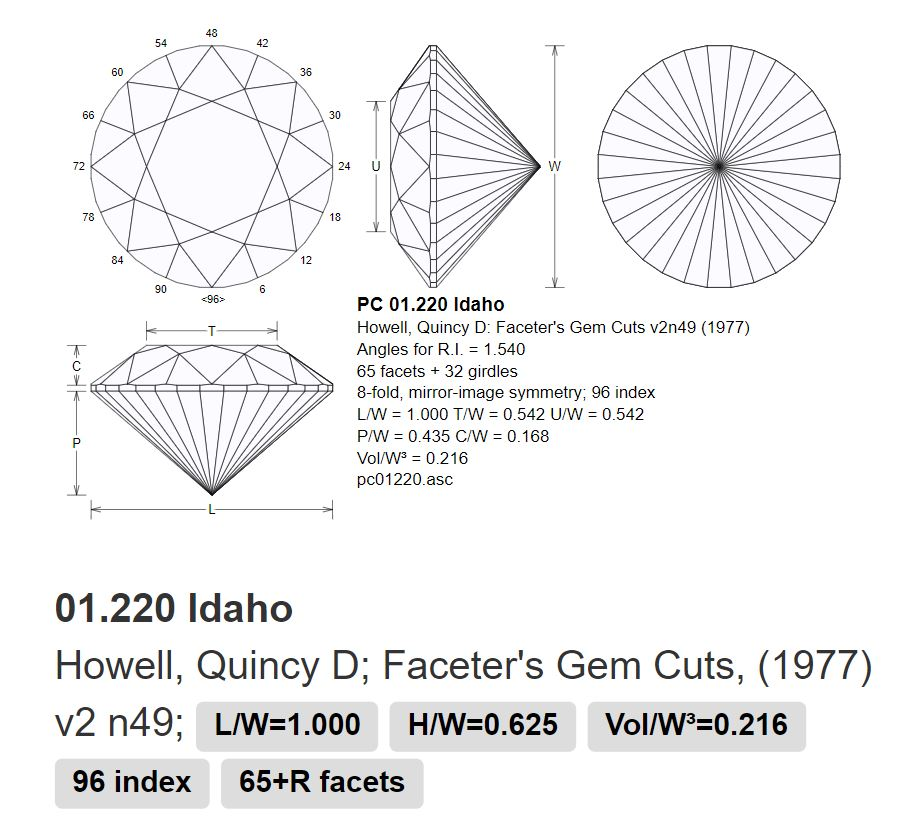 48
54
42
60
36
66
30
72
24
U
W
78
18
84
12
90
6
<96>
PC 01.220 Idaho
Howell, Quincy D: Faceter's Gem Cuts v2n49 (1977)
T
Angles for R.I. = 1.540
C
65 facets + 32 girdles
8-fold, mirror-image symmetry; 96 index
L/W = 1.000 T/W = 0.542 U/W = 0.542
P
P/W = 0.435 C/W = 0.168
Vol/W³ = 0.216
pc01220.asc
L
01.220 Idaho
Howell, Quincy D; Faceter's Gem Cuts, (1977)
v2 n49; L/W=1.000 H/W=0.625 Vol/W³=0.216
96 index 65+R facets